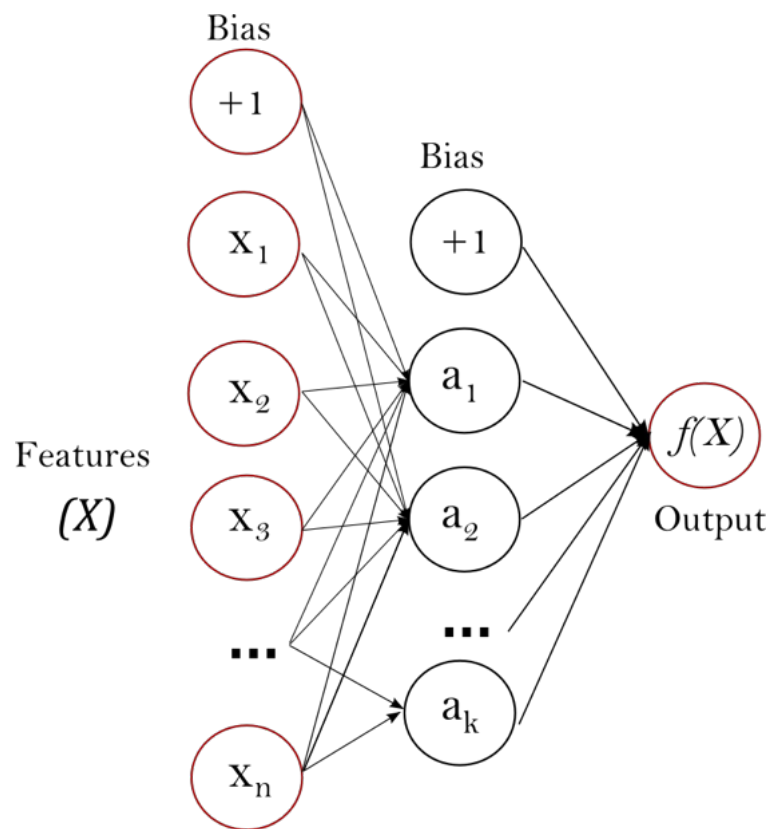 Bias
+1
x₁
x₂
x₃
...
xₙ
Features
(X)
Bias
+1
a₁
a₂
...
aₖ
f(X)
Output